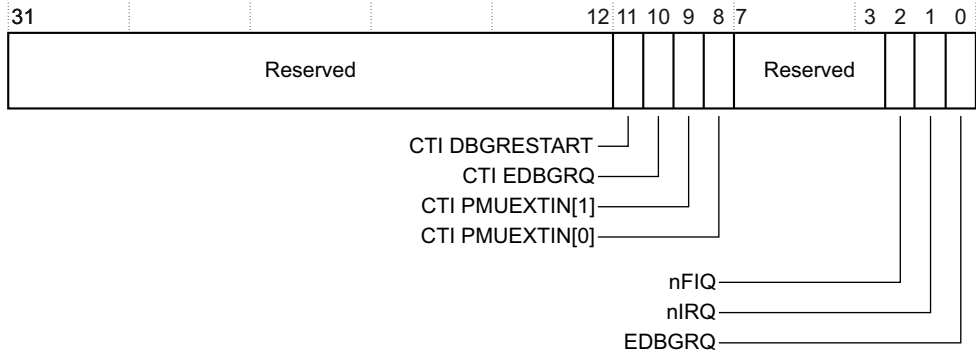 31 12 11 10 9 8 7 3 2 1 0
Reserved Reserved
CTI DBGRESTART
CTI EDBGRQ
CTI PMUEXTIN[1]
CTI PMUEXTIN[0]
nFIQ
nIRQ
EDBGRQ